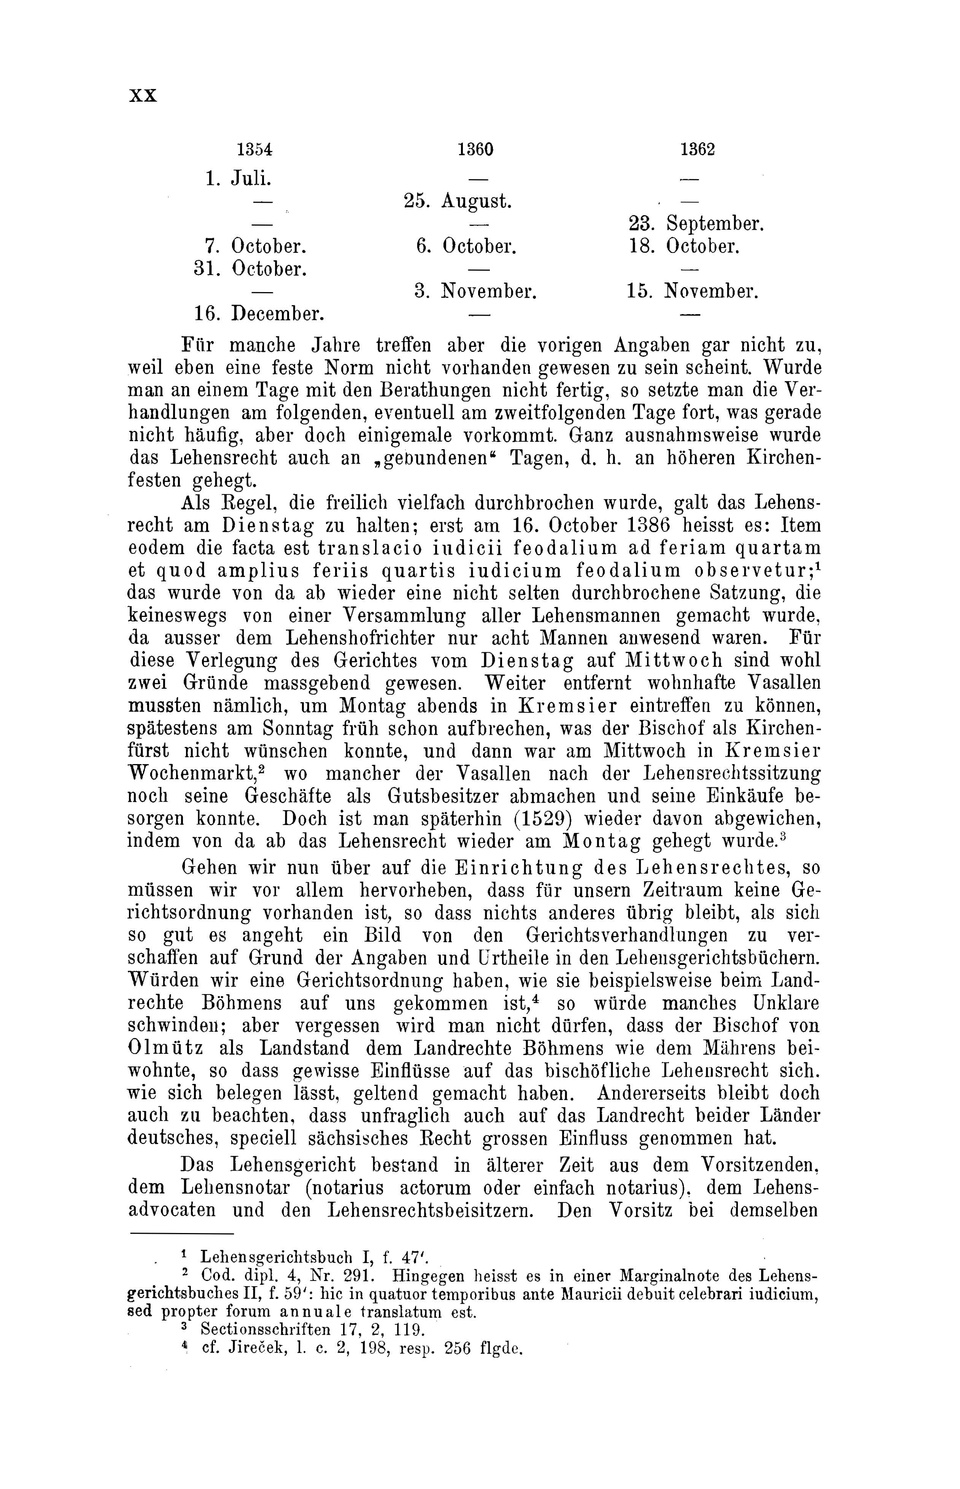 XX
1354 1360 1362
1. Juli. — —
— 25. August. —
— — 23. September.
7. October. 6. October. 18. October.
31. October. — —
— 3. November. 15. November.
16. December. — —
Für manche Jahre treffen aber die vorigen Angaben gar nicht zu,
weil eben eine feste Norm nicht vorhanden gewesen zu sein scheint. Wurde
man an einem Tage mit den Berathungen nicht fertig, so setzte man die Ver-
handlungen am folgenden, eventuell am zweitfolgenden Tage fort, was gerade
nicht häufig, aber doch einigemale vorkommt. Ganz ausnahmsweise wurde
das Lehensrecht auch an „gebundenen“ Tagen, d. h. an höheren Kirchen-
festen gehegt.
Als Regel, die freilich vielfach durchbrochen wurde, galt das Lehens-
recht am Dienstag zu halten; erst am 16. October 1386 heisst es: Item
eodem die facta est translacio iudicii feodalium ad feriam quartam
et quod amplius feriis quartis iudicium feodalium observetur;¹
das wurde von da ab wieder eine nicht selten durchbrochene Satzung, die
keineswegs von einer Versammlung aller Lehensmannen gemacht wurde,
da ausser dem Lehenshofrichter nur acht Mannen anwesend waren. Für
diese Verlegung des Gerichtes vom Dienstag auf Mittwoch sind wohl
zwei Gründe massgebend gewesen. Weiter entfernt wohnhafte Vasallen
mussten nämlich, um Montag abends in Kremsier eintreffen zu können,
spätestens am Sonntag früh schon aufbrechen, was der Bischof als Kirchen-
fürst nicht wünschen konnte, und dann war am Mittwoch in Kremsier
Wochenmarkt,² wo mancher der Vasallen nach der Lehensrechtssitzung
noch seine Geschäfte als Gutsbesitzer abmachen und seine Einkäufe be-
sorgen konnte. Doch ist man späterhin (1529) wieder davon abgewichen,
indem von da ab das Lehensrecht wieder am Montag gehegt wurde.³
Gehen wir nun über auf die Einrichtung des Lehensrechtes, so
müssen wir vor allem hervorheben, dass für unsern Zeitraum keine Ge-
richtsordnung vorhanden ist, so dass nichts anderes übrig bleibt, als sich
so gut es angeht ein Bild von den Gerichtsverhandlungen zu ver-
schaffen auf Grund der Angaben und Urtheile in den Lehensgerichtsbüchern.
Würden wir eine Gerichtsordnung haben, wie sie beispielsweise beim Land-
rechte Böhmens auf uns gekommen ist,⁴ so würde manches Unklare
schwinden; aber vergessen wird man nicht dürfen, dass der Bischof von
Olmütz als Landstand dem Landrechte Böhmens wie dem Mährens bei-
wohnte, so dass gewisse Einflüsse auf das bischöfliche Lehensrecht sich.
wie sich belegen lässt, geltend gemacht haben. Andererseits bleibt doch
auch zu beachten, dass unfraglich auch auf das Landrecht beider Länder
deutsches, speciell sächsisches Recht grossen Einfluss genommen hat.
Das Lehensgericht bestand in älterer Zeit aus dem Vorsitzenden,
dem Lehensnotar (notarius actorum oder einfach notarius), dem Lehens-
advocaten und den Lehensrechtsbeisitzern. Den Vorsitz bei demselben
¹ Lehensgerichtsbuch I, f. 47′.
² Cod. dipl. 4, Nr. 291. Hingegen heisst es in einer Marginalnote des Lehens-
gerichtsbuches II, f. 59′: hic in quatuor temporibus ante Mauricii debuit celebrari iudicium,
sed propter forum annuale translatum est.
³ Sectionsschriften 17, 2, 119.
⁴ cf. Jireček, l. c. 2, 198, resp. 256 flgde.